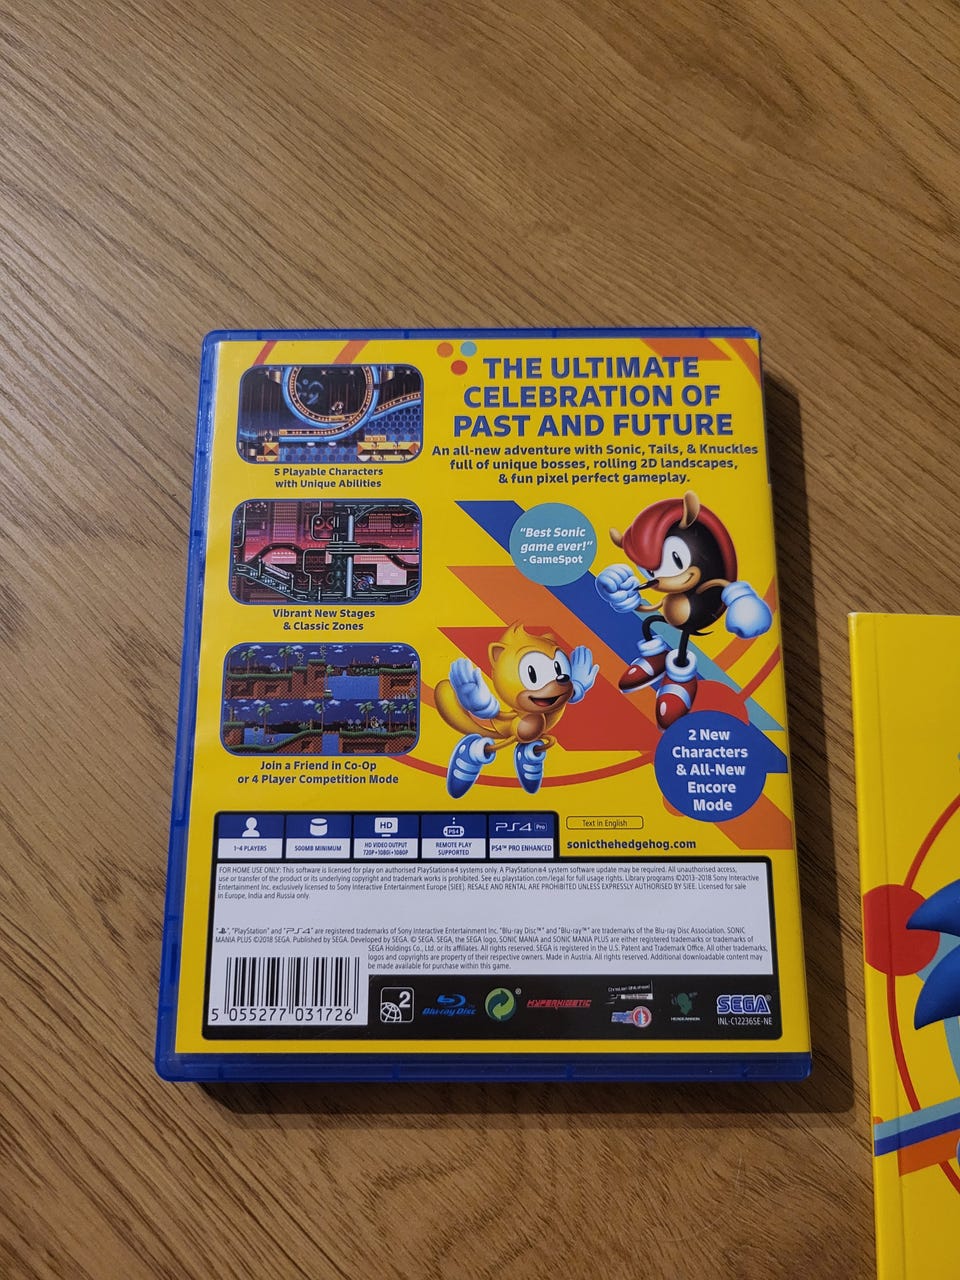 THE ULTIMATE
CELEBRATION OF
PAST AND FUTURE
An all-new adventure with Sonic, Tails, & Knuckles
full of unique bosses, rolling 2D landscapes,
& fun pixel perfect gameplay.
5 Playable Characters
with Unique Abilities
"Best Sonic
game ever!"
- GameSpot
Vibrant New Stages
& Classic Zones
Join a Friend in Co-Op
or 4 Player Competition Mode
2 New
Characters
& All-New
Encore
Mode
HD
PS4
PS4 Pro
1-4 PLAYERS
500MB MINIMUM
HD VIDEO OUTPUT
720P•1080i•1080P
REMOTE PLAY
SUPPORTED
PS4™ PRO ENHANCED
Text in English
sonicthehedgehog.com
FOR HOME USE ONLY: This software is licensed for play on authorised PlayStation®4 systems only. A PlayStation®4 system software update may be required. All unauthorised access,
use or transfer of the product or its underlying copyright and trademark works is prohibited. See eu.playstation.com/legal for full usage rights. Library programs ©2013-2018 Sony Interactive
Entertainment Inc. exclusively licensed to Sony Interactive Entertainment Europe (SIEE). RESALE AND RENTAL ARE PROHIBITED UNLESS EXPRESSLY AUTHORISED BY SIEE. Licensed for sale
in Europe, India and Russia only.
"PlayStation" and "PS4" are registered trademarks of Sony Interactive Entertainment Inc. "Blu-ray Disc™" and "Blu-ray™" are trademarks of the Blu-ray Disc Association. SONIC
MANIA PLUS ©2018 SEGA. Published by SEGA. Developed by SEGA. © SEGA. SEGA, the SEGA logo, SONIC MANIA and SONIC MANIA PLUS are either registered trademarks or trademarks of
SEGA Holdings Co., Ltd. or its affiliates. All rights reserved. SEGA is registered in the U.S. Patent and Trademark Office. All other trademarks,
logos and copyrights are property of their respective owners. Made in Austria. All rights reserved. Additional downloadable content may
be made available for purchase within this game.
5 055277 031726
2
Blu-ray Disc
HYPERKINETIC
HEADCANNON
SEGA
INL-C12236SE-NE